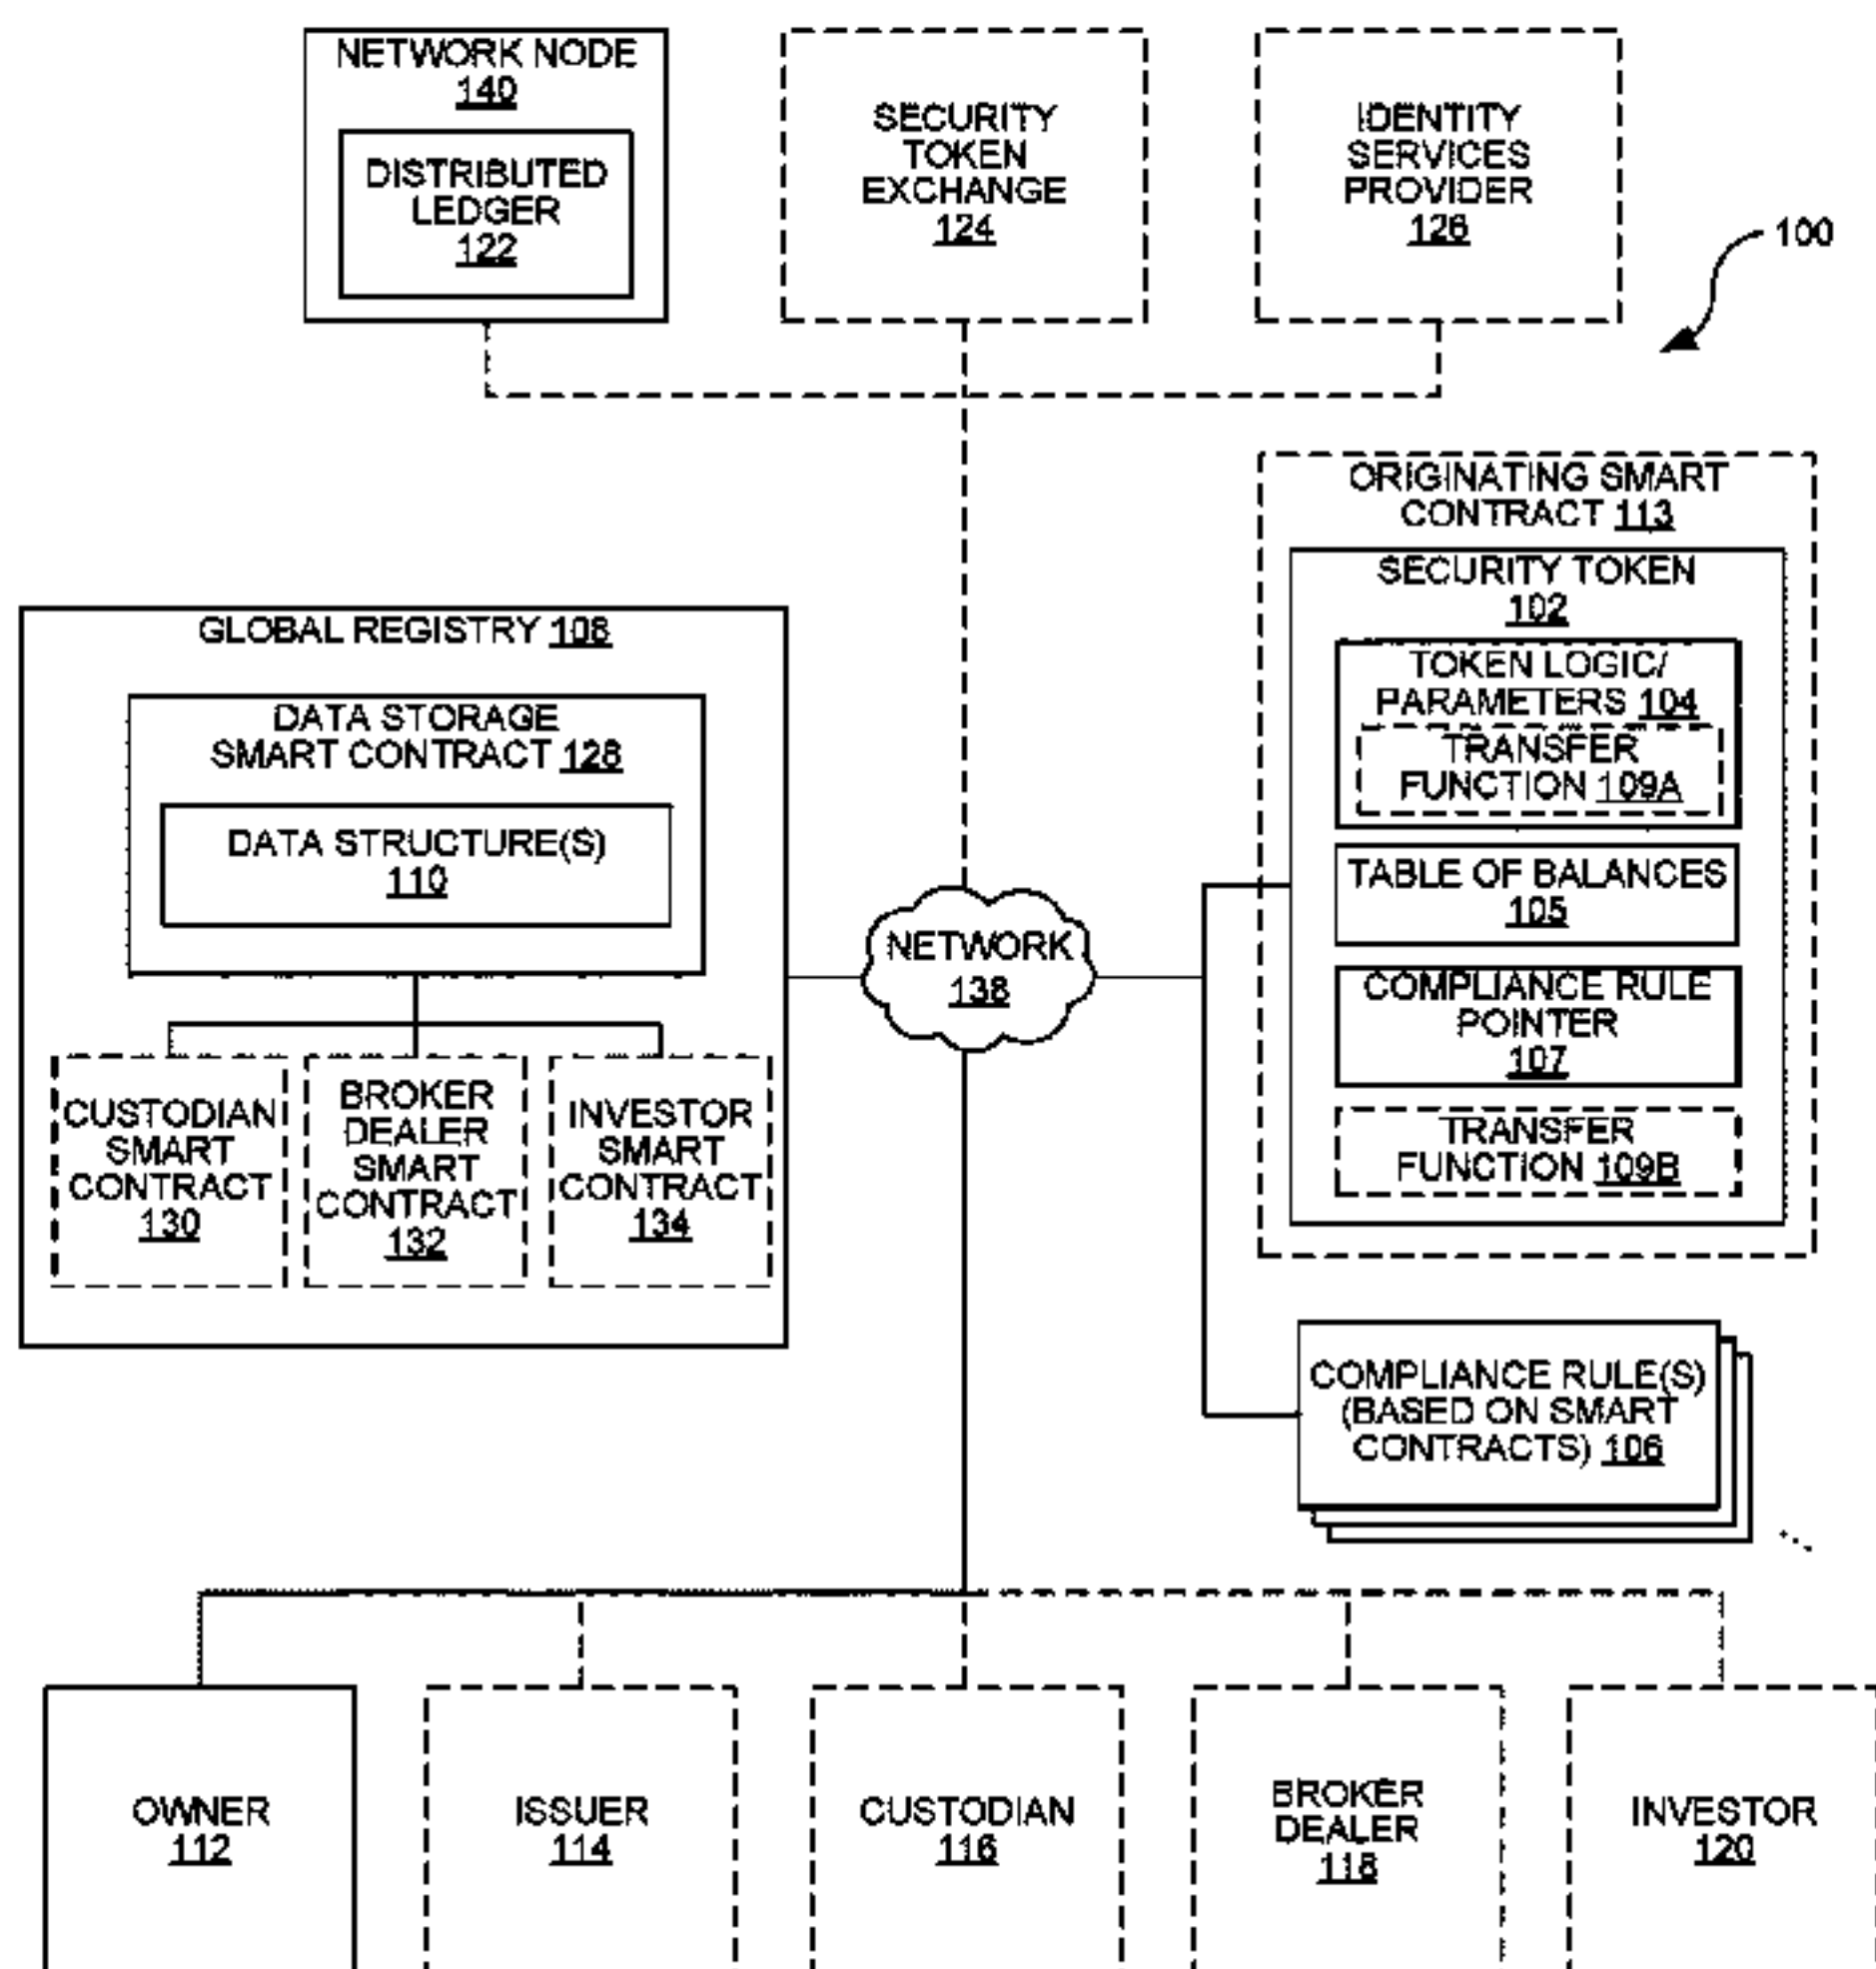 NETWORK NODE
140
DISTRIBUTED
LEDGER
122
SECURITY
TOKEN
EXCHANGE
124
IDENTITY
SERVICES
PROVIDER
126
100
ORIGINATING SMART
CONTRACT 113
SECURITY TOKEN
102
TOKEN LOGIC/
PARAMETERS 104
TRANSFER
FUNCTION 109A
TABLE OF BALANCES
105
COMPLIANCE RULE
POINTER
107
TRANSFER
FUNCTION 109B
GLOBAL REGISTRY 108
DATA STORAGE
SMART CONTRACT 128
DATA STRUCTURE(S)
110
CUSTODIAN
SMART
CONTRACT
130
BROKER
DEALER
SMART
CONTRACT
132
INVESTOR
SMART
CONTRACT
134
NETWORK
138
COMPLIANCE RULE(S)
(BASED ON SMART
CONTRACTS) 106
OWNER
112
ISSUER
114
CUSTODIAN
116
BROKER
DEALER
118
INVESTOR
120